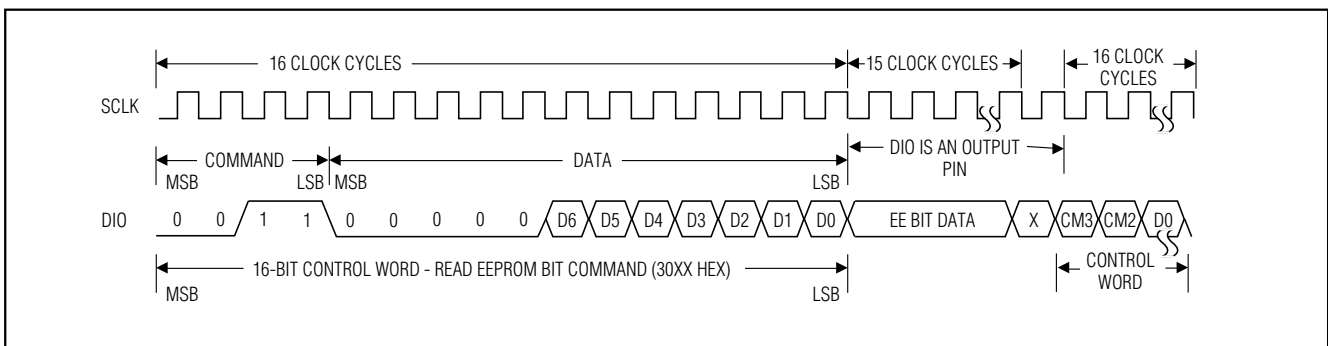 16 CLOCK CYCLES
15 CLOCK CYCLES
16 CLOCK
CYCLES
SCLK
COMMAND
DATA
DIO IS AN OUTPUT
PIN
MSB
LSB
MSB
LSB
DIO
0 0 1 1 0 0 0 0 0 D6 D5 D4 D3 D2 D1 D0 EE BIT DATA X CM3 CM2 D0
16-BIT CONTROL WORD - READ EEPROM BIT COMMAND (30XX HEX)
CONTROL
WORD
MSB
LSB